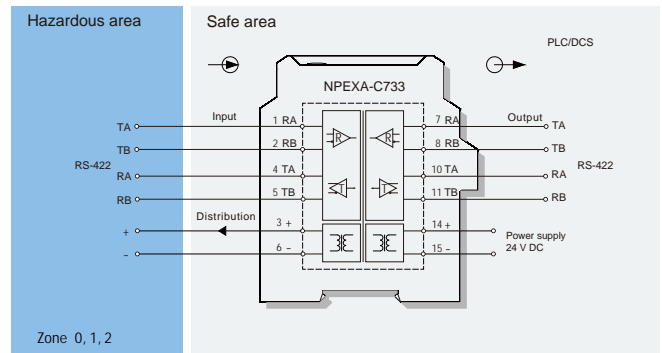 Hazardous area
Safe area
PLC/DCS
NPEXA-C733
Input
Output
TA
1 RA
7 RA
TA
TB
2 RB
8 RB
TB
RS-422
RS-422
RA
4 TA
10 TA
RA
RB
5 TB
11 TB
RB
R
R
T
T
Distribution
+
3 +
14 +
Power supply
24 V DC
–
6 –
15 –
Zone 0, 1, 2